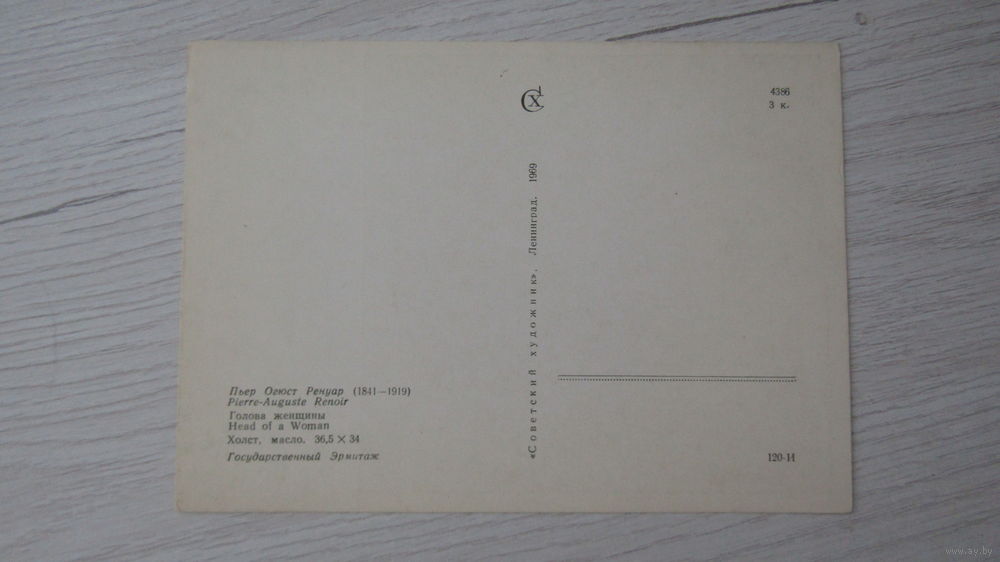 СХ
4386
3 к.
«Советский художник», Ленинград. 1969
Пьер Огюст Ренуар (1841—1919)
Pierre-Auguste Renoir
Голова женщины
Head of a Woman
Холст, масло. 36,5 × 34
Государственный Эрмитаж
120-И
www.ay.by